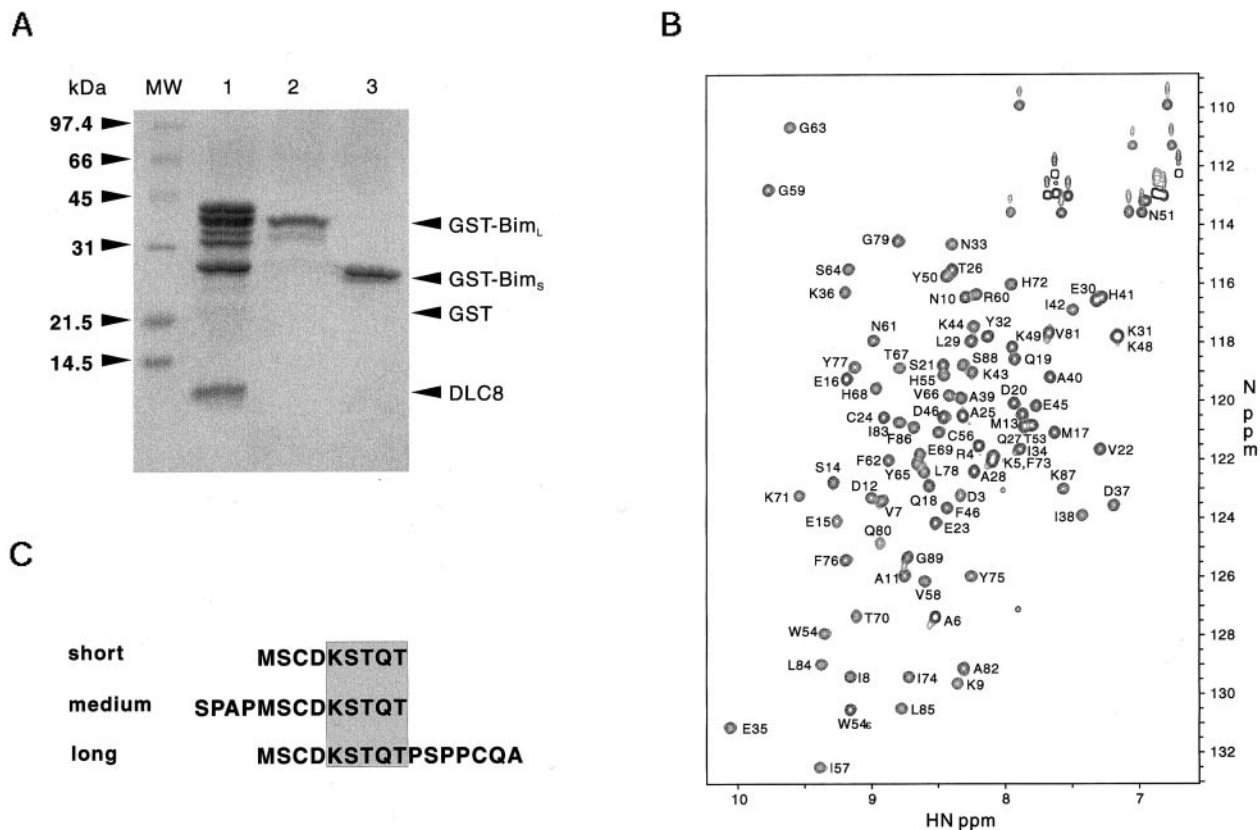 A
kDa MW 1 2 3
97.4
66
45
31
21.5
14.5
GST-BimL
GST-BimS
GST
DLC8
B
G63
G59
N51
G79
N33
S64
Y50
T26
H72
E30
H41
K36
N10
R60
I42
K44
Y32
N61
K49
V81
K31
K48
L29
Y77
T67
S21
S88
Q19
E16
H55
K43
A40
H68
V66
A39
D20
E45
C24
D46
A25
M13
I83
F86
C56
Q27
T53
M17
E69
R4
I34
V22
F62
Y65
L78
A28
K5,F73
S14
D12
Q18
D3
K87
K71
V7
F46
D37
E15
E23
I38
Q80
F76
G89
A11
Y75
V58
T70
A6
W54
L84
I8
I74
A82
K9
W54ε
L85
E35
I57
110
112
114
116
118
120
122
124
126
128
130
132
N ppm
10 9 8 7
HN ppm
C
short MSCDKSTQT
medium SPAPMSCDKSTQT
long MSCDKSTQTPSPPCQA